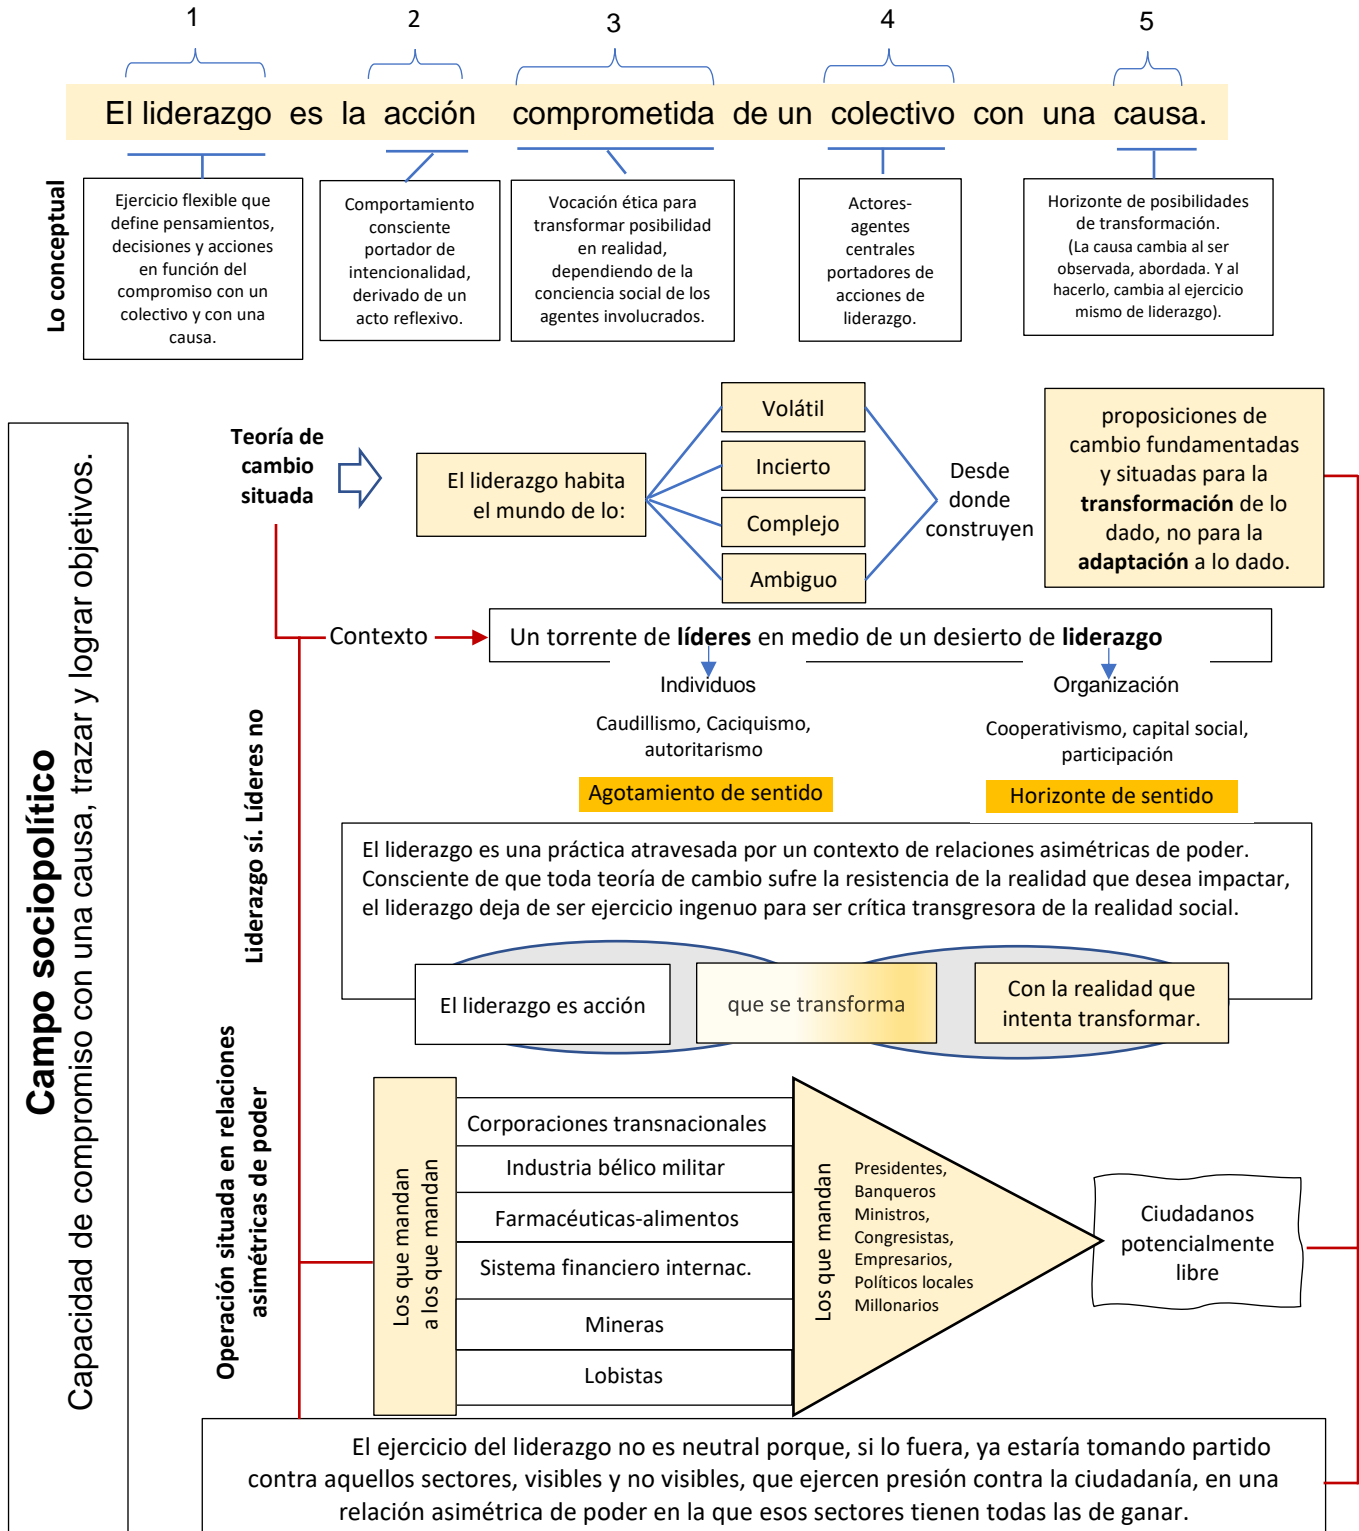 1
2
3
4
5
El liderazgo es la acción comprometida de un colectivo con una causa.
Lo conceptual
Ejercicio flexible que
define pensamientos,
decisiones y acciones
en función del
compromiso con un
colectivo y con una
causa.
Comportamiento
consciente
portador de
intencionalidad,
derivado de un
acto reflexivo.
Vocación ética para
transformar posibilidad
en realidad,
dependiendo de la
conciencia social de los
agentes involucrados.
Actores-
agentes
centrales
portadores de
acciones de
liderazgo.
Horizonte de posibilidades
de transformación.
(La causa cambia al ser
observada, abordada. Y al
hacerlo, cambia al ejercicio
mismo de liderazgo).
Campo sociopolítico
Capacidad de compromiso con una causa, trazar y lograr objetivos.
Teoría de
cambio
situada
El liderazgo habita
el mundo de lo:
Volátil
Incierto
Complejo
Ambiguo
Desde
donde
construyen
proposiciones de
cambio fundamentadas
y situadas para la
transformación de lo
dado, no para la
adaptación a lo dado.
Contexto
Un torrente de líderes en medio de un desierto de liderazgo
Individuos
Organización
Caudillismo, Caciquismo,
autoritarismo
Cooperativismo, capital social,
participación
Agotamiento de sentido
Horizonte de sentido
Liderazgo sí. Líderes no
El liderazgo es una práctica atravesada por un contexto de relaciones asimétricas de poder.
Consciente de que toda teoría de cambio sufre la resistencia de la realidad que desea impactar,
el liderazgo deja de ser ejercicio ingenuo para ser crítica transgresora de la realidad social.
El liderazgo es acción
que se transforma
Con la realidad que
intenta transformar.
Operación situada en relaciones
asimétricas de poder
Los que mandan
a los que mandan
Corporaciones transnacionales
Industria bélico militar
Farmacéuticas-alimentos
Sistema financiero internac.
Mineras
Lobistas
Los que mandan
Presidentes,
Banqueros
Ministros,
Congresistas,
Empresarios,
Políticos locales
Millonarios
Ciudadanos
potencialmente
libre
El ejercicio del liderazgo no es neutral porque, si lo fuera, ya estaría tomando partido
contra aquellos sectores, visibles y no visibles, que ejercen presión contra la ciudadanía, en una
relación asimétrica de poder en la que esos sectores tienen todas las de ganar.